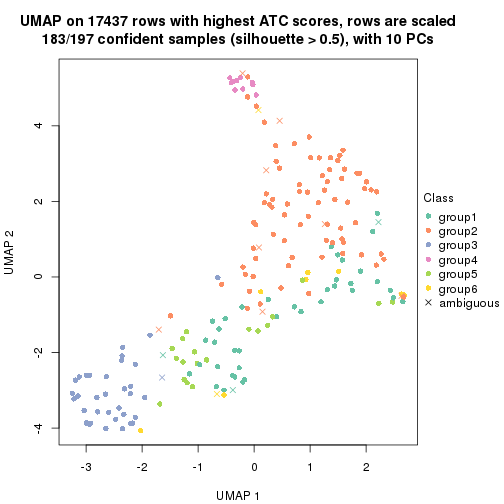 UMAP on 17437 rows with highest ATC scores, rows are scaled
183/197 confident samples (silhouette > 0.5), with 10 PCs
4
2
0
-2
-4
UMAP 2
-3
-2
-1
0
1
2
UMAP 1
Class
group1
group2
group3
group4
group5
group6
ambiguous